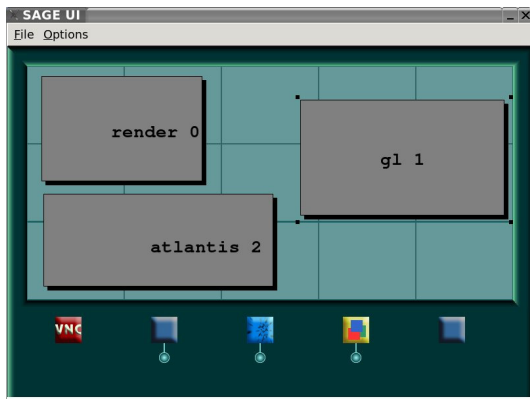 SAGE UI
File Options
render 0
gl 1
atlantis 2
VNC